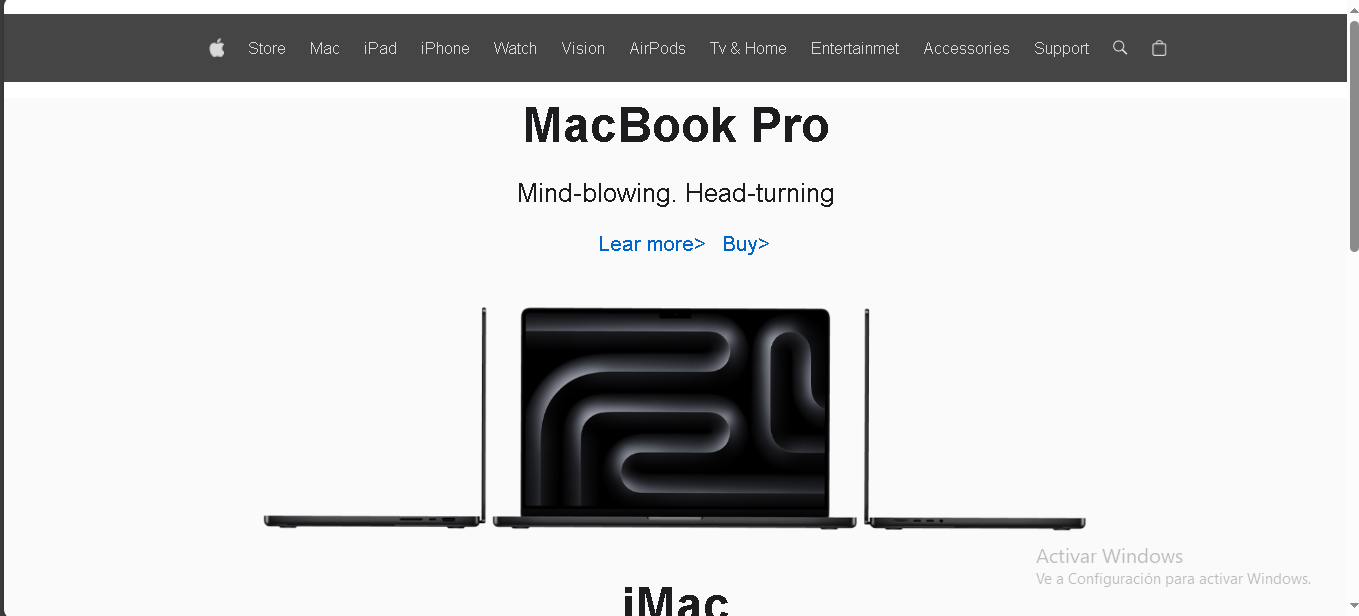 Store Mac iPad iPhone Watch Vision AirPods Tv & Home Entertainmet Accessories Support
MacBook Pro
Mind-blowing. Head-turning
Lear more> Buy>
Activar Windows
Ve a Configuración para activar Windows.
iMac